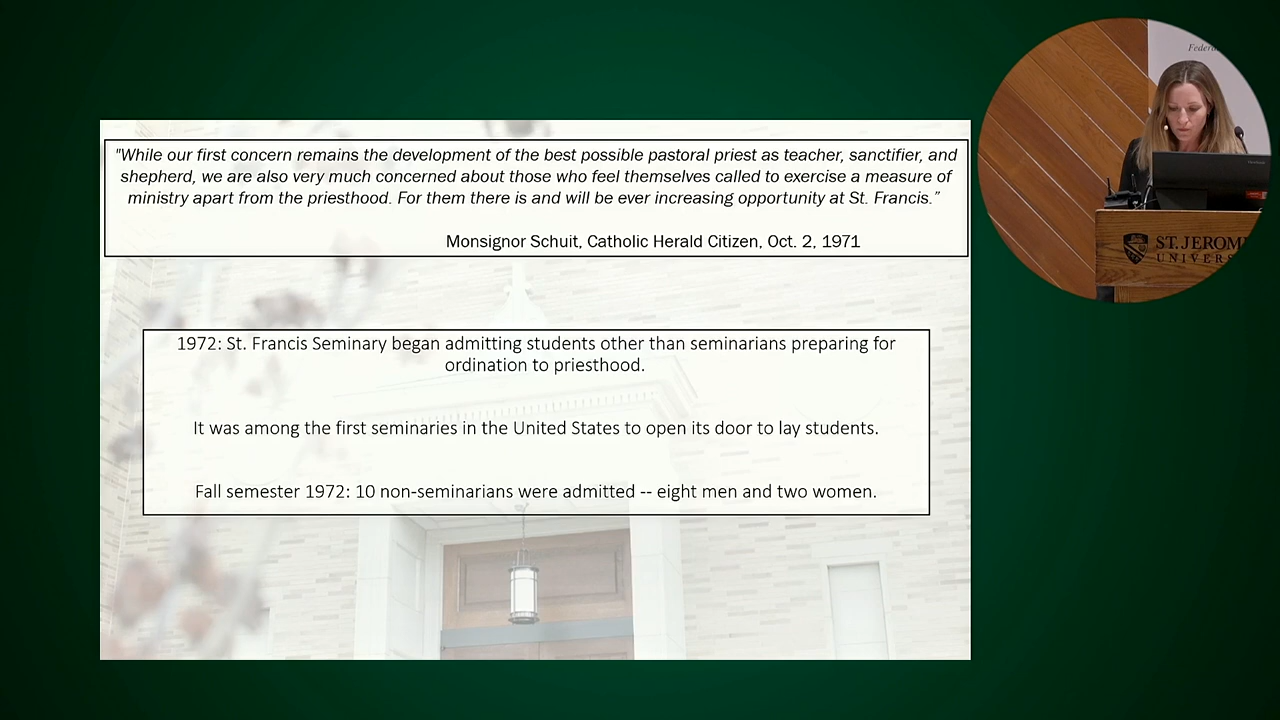 "While our first concern remains the development of the best possible pastoral priest as teacher, sanctifier, and
shepherd, we are also very much concerned about those who feel themselves called to exercise a measure of
ministry apart from the priesthood. For them there is and will be ever increasing opportunity at St. Francis."
Monsignor Schuit, Catholic Herald Citizen, Oct. 2, 1971
1972: St. Francis Seminary began admitting students other than seminarians preparing for
ordination to priesthood.
It was among the first seminaries in the United States to open its door to lay students.
Fall semester 1972: 10 non-seminarians were admitted -- eight men and two women.
ST. JEROM
UNIVERS